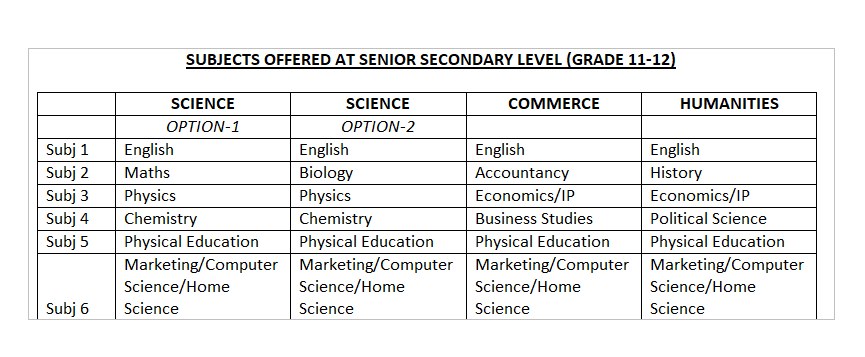 SUBJECTS OFFERED AT SENIOR SECONDARY LEVEL (GRADE 11-12)
SCIENCE SCIENCE COMMERCE HUMANITIES
OPTION-1 OPTION-2
Subj 1 English English English English
Subj 2 Maths Biology Accountancy History
Subj 3 Physics Physics Economics/IP Economics/IP
Subj 4 Chemistry Chemistry Business Studies Political Science
Subj 5 Physical Education Physical Education Physical Education Physical Education
Marketing/Computer Marketing/Computer Marketing/Computer Marketing/Computer
Science/Home Science/Home Science/Home Science/Home
Subj 6 Science Science Science Science